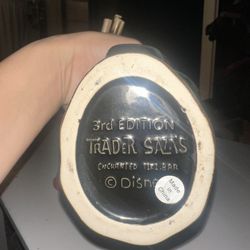 3rd EDITION
TRADER SAM'S
ENCHANTED TIKI BAR
© Disney
Made
in
China